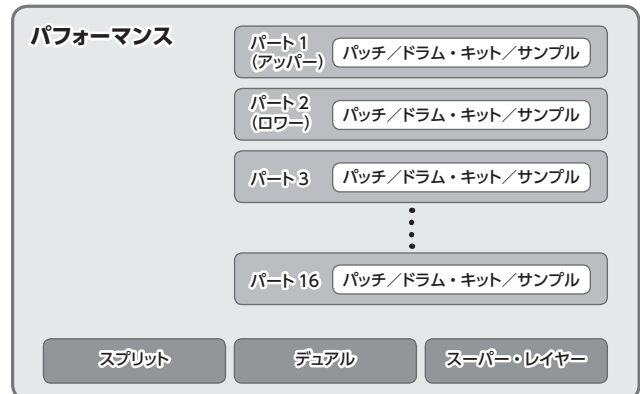 パフォーマンス
パート 1
（アッパー）
パッチ／ドラム・キット／サンプル
パート 2
（ロワー）
パッチ／ドラム・キット／サンプル
パート 3
パッチ／ドラム・キット／サンプル
パート 16
パッチ／ドラム・キット／サンプル
スプリット
デュアル
スーパー・レイヤー